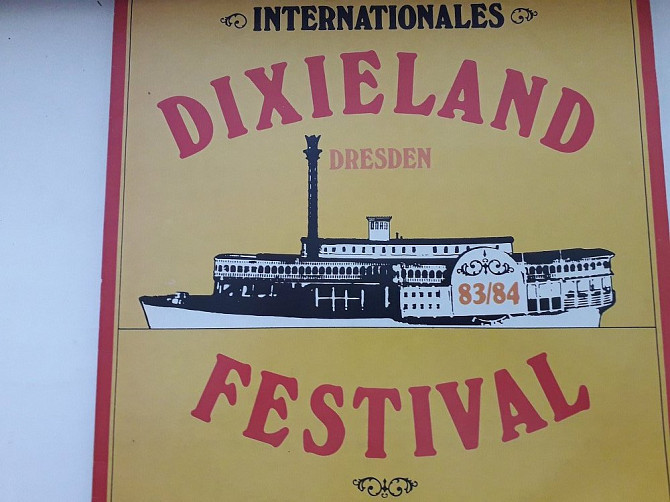 INTERNATIONALES
DIXIELAND
DRESDEN
83/84
FESTIVAL